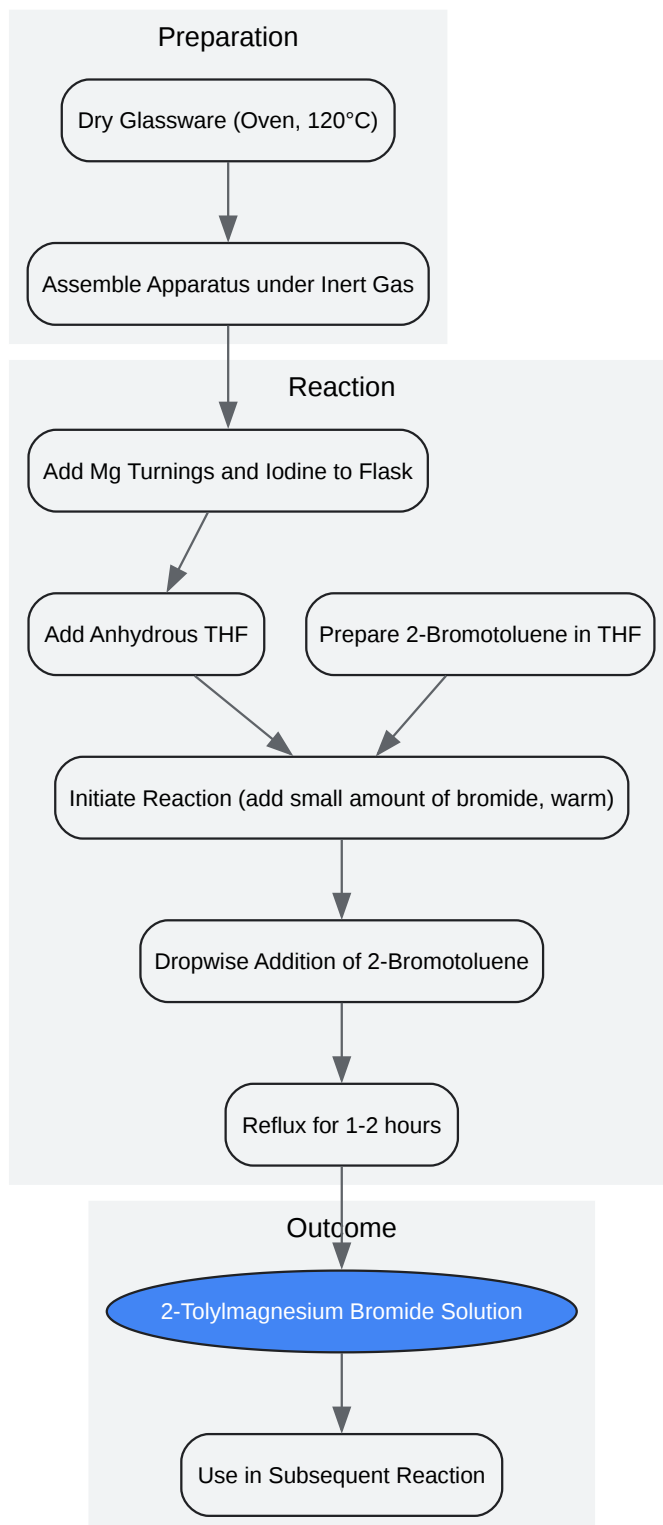 Preparation
Dry Glassware (Oven, 120°C)
Assemble Apparatus under Inert Gas
Reaction
Add Mg Turnings and Iodine to Flask
Add Anhydrous THF
Prepare 2-Bromotoluene in THF
Initiate Reaction (add small amount of bromide, warm)
Dropwise Addition of 2-Bromotoluene
Reflux for 1-2 hours
Outcome
2-Tolylmagnesium Bromide Solution
Use in Subsequent Reaction